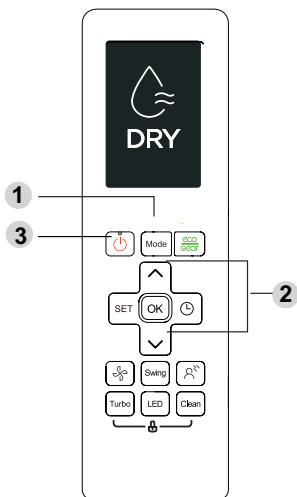 DRY
1
3
Mode
eco
gear
2
SET
OK
Swing
Turbo
LED
Clean